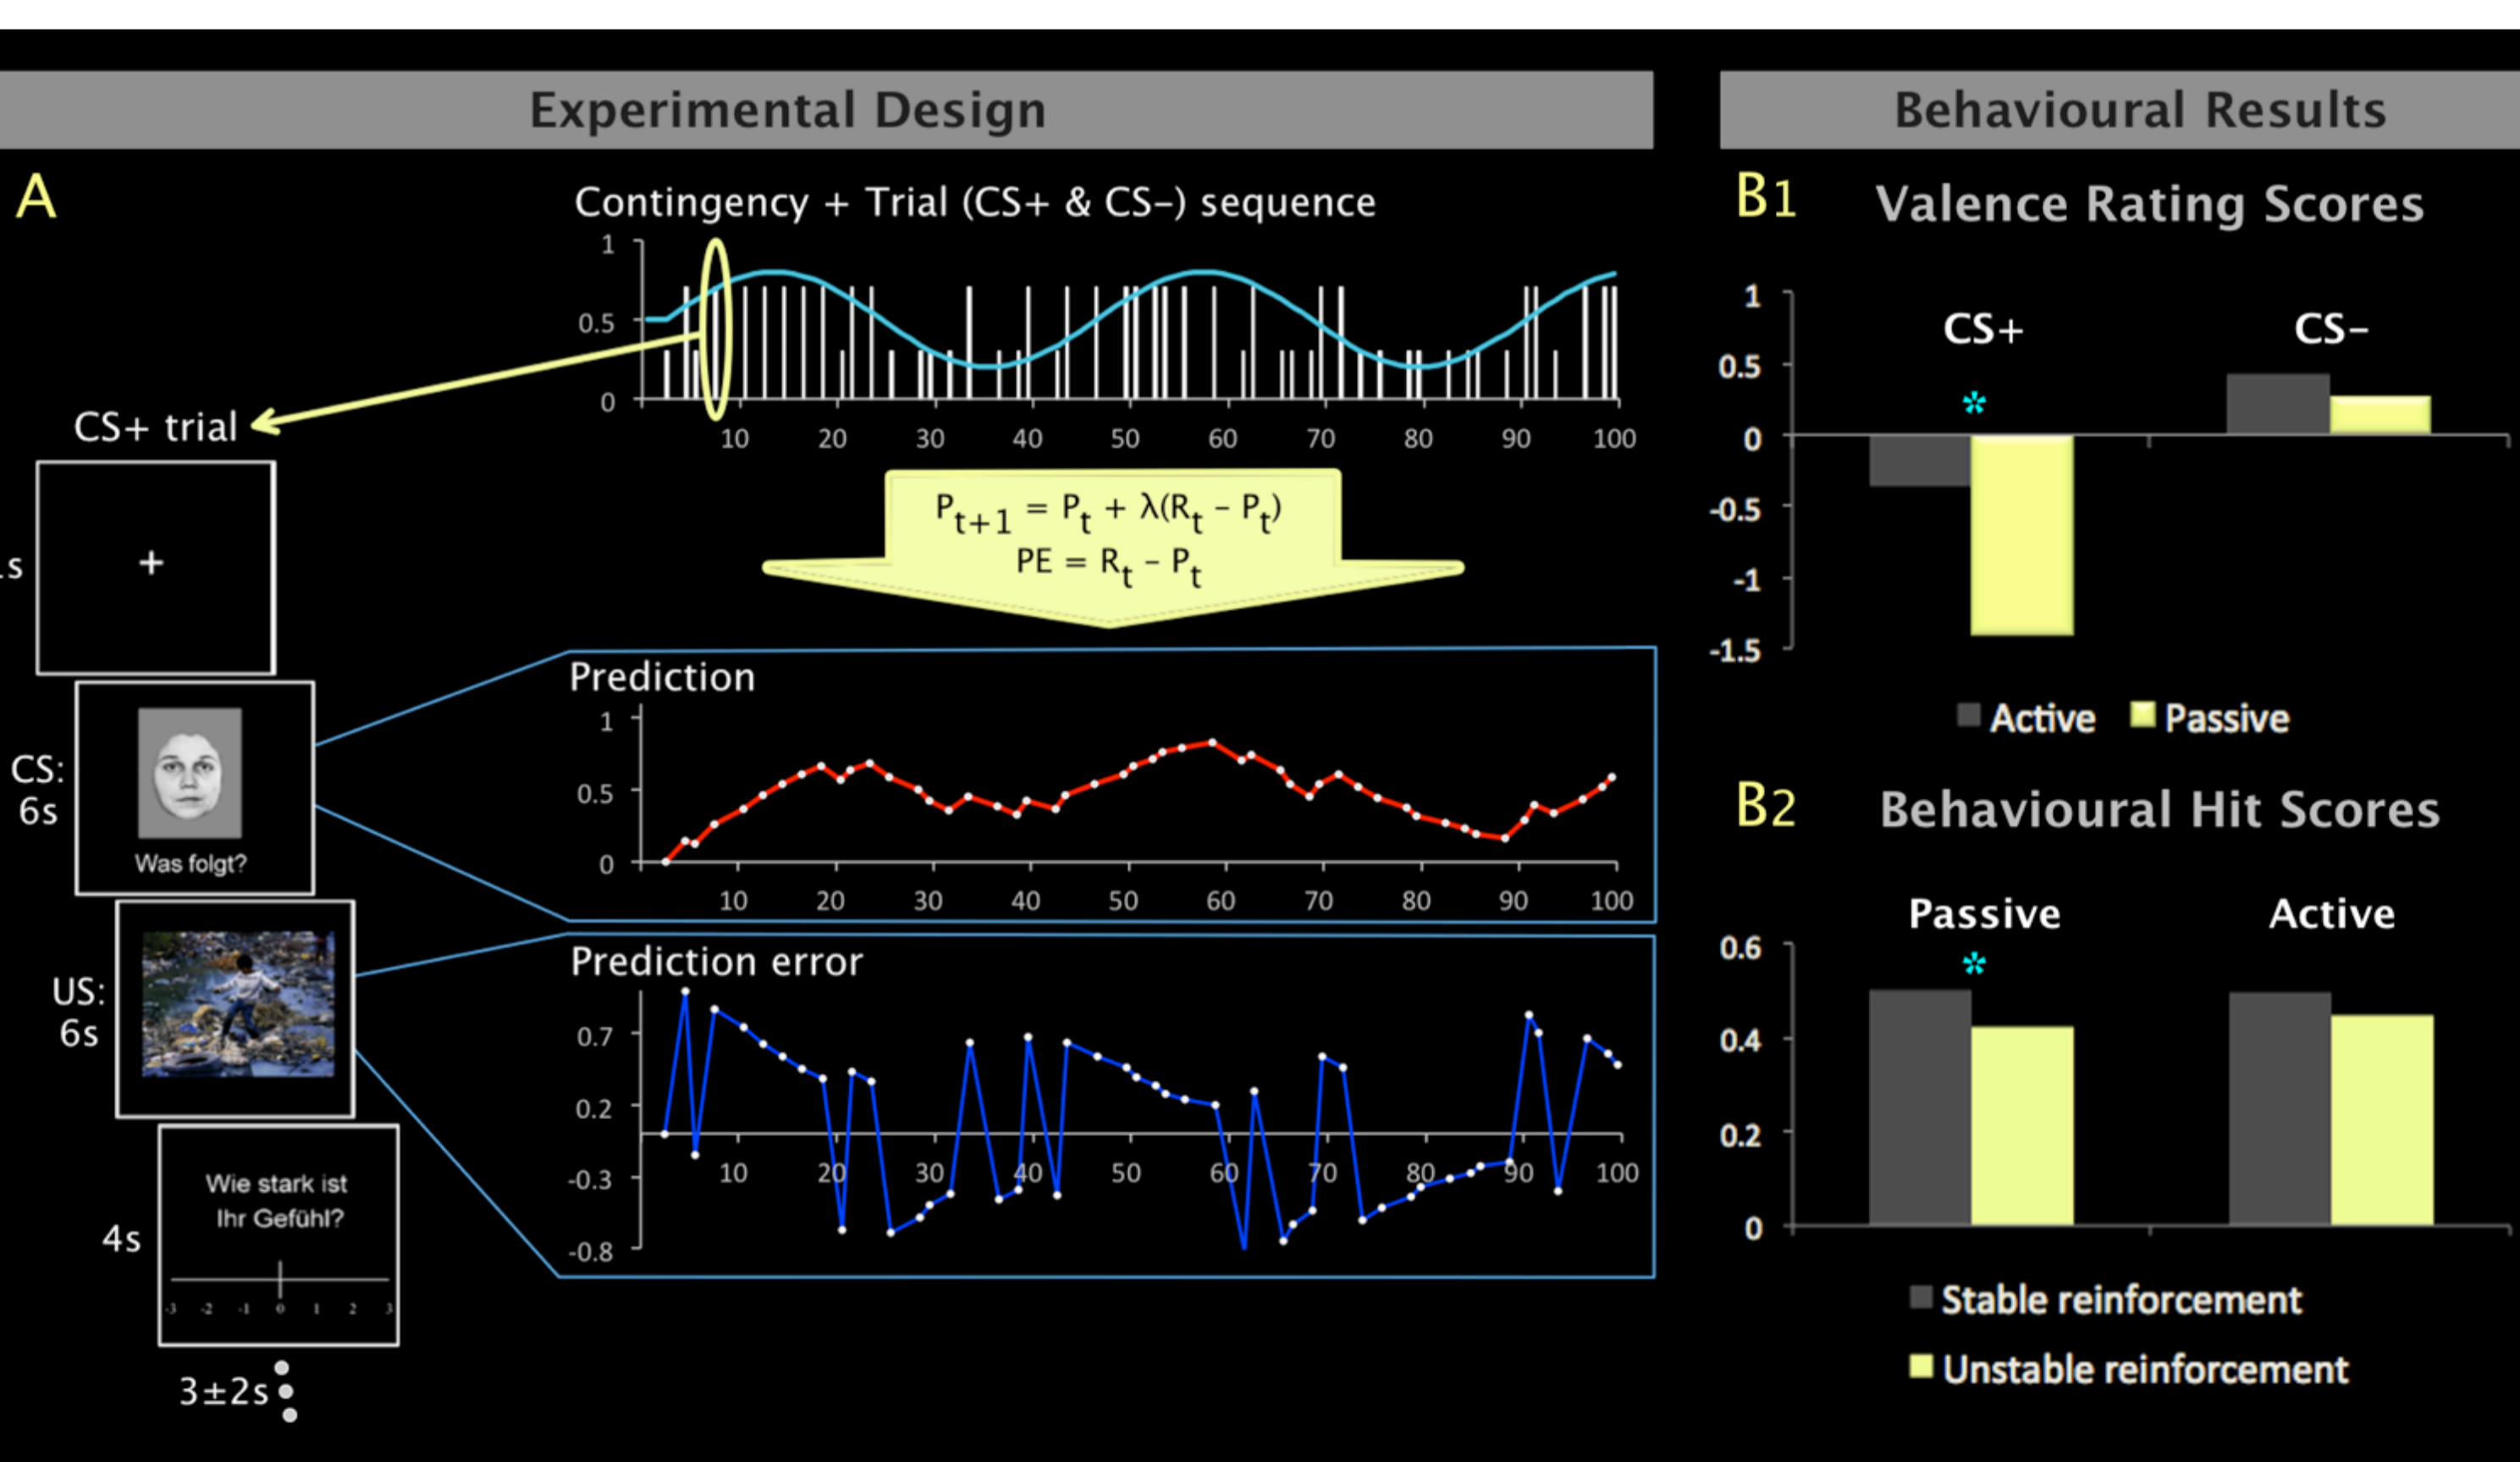 Experimental Design
Behavioural Results
A
Contingency + Trial (CS+ & CS–) sequence
1
0.5
0
10 20 30 40 50 60 70 80 90 100
CS+ trial
+
CS:
6s
Was folgt?
US:
6s
4s
Wie stark ist
Ihr Gefühl?
-3 -2 -1 0 1 2 3
3±2s
Pt+1 = Pt + λ(Rt – Pt)
PE = Rt – Pt
Prediction
1
0.5
0
10 20 30 40 50 60 70 80 90 100
Prediction error
0.7
0.2
-0.3
-0.8
10 20 30 40 50 60 70 80 90 100
B1 Valence Rating Scores
CS+ CS–
*
1
0.5
0
-0.5
-1
-1.5
Active Passive
B2 Behavioural Hit Scores
Passive Active
*
0.6
0.4
0.2
0
Stable reinforcement
Unstable reinforcement